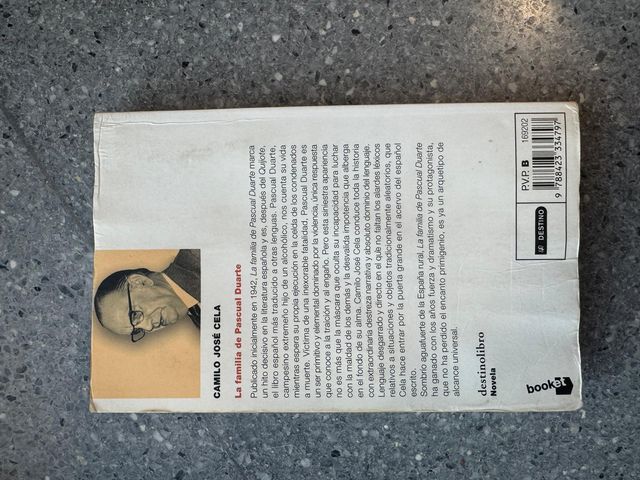 CAMILO JOSÉ CELA
La familia de Pascual Duarte
Publicado inicialmente en 1942, La familia de Pascual Duarte marca
un hito decisivo en la literatura española y es, después del Quijote,
el libro español más traducido a otras lenguas. Pascual Duarte,
campesino extremeño hijo de un alcohólico, nos cuenta su vida
mientras espera su propia ejecución en la celda de los condenados
a muerte. Víctima de una inexorable fatalidad, Pascual Duarte es
un ser primitivo y elemental dominado por la violencia, única respuesta
que conoce a la traición y al engaño. Pero esta siniestra apariencia
no es más que la máscara que oculta su incapacidad para luchar
con la maldad de los demás y la desvalida impotencia que alberga
en el fondo de su alma. Camilo José Cela conduce toda la historia
con extraordinaria destreza narrativa y absoluto dominio del lenguaje.
Lenguaje desgarrado y directo en el que no faltan los alardes léxicos
relativos a situaciones y objetos tradicionalmente aleatorios, que
Cela hace entrar por la puerta grande en el acervo del español
escrito.
Sombrío aguafuerte de la España rural, La familia de Pascual Duarte
ha ganado con los años fuerza y dramatismo y su protagonista,
que no ha perdido el encanto primigenio, es ya un arquetipo de
alcance universal.
destinolibro
Novela
booket
DESTINO
P.V.P. B 169202
9 788423 334797